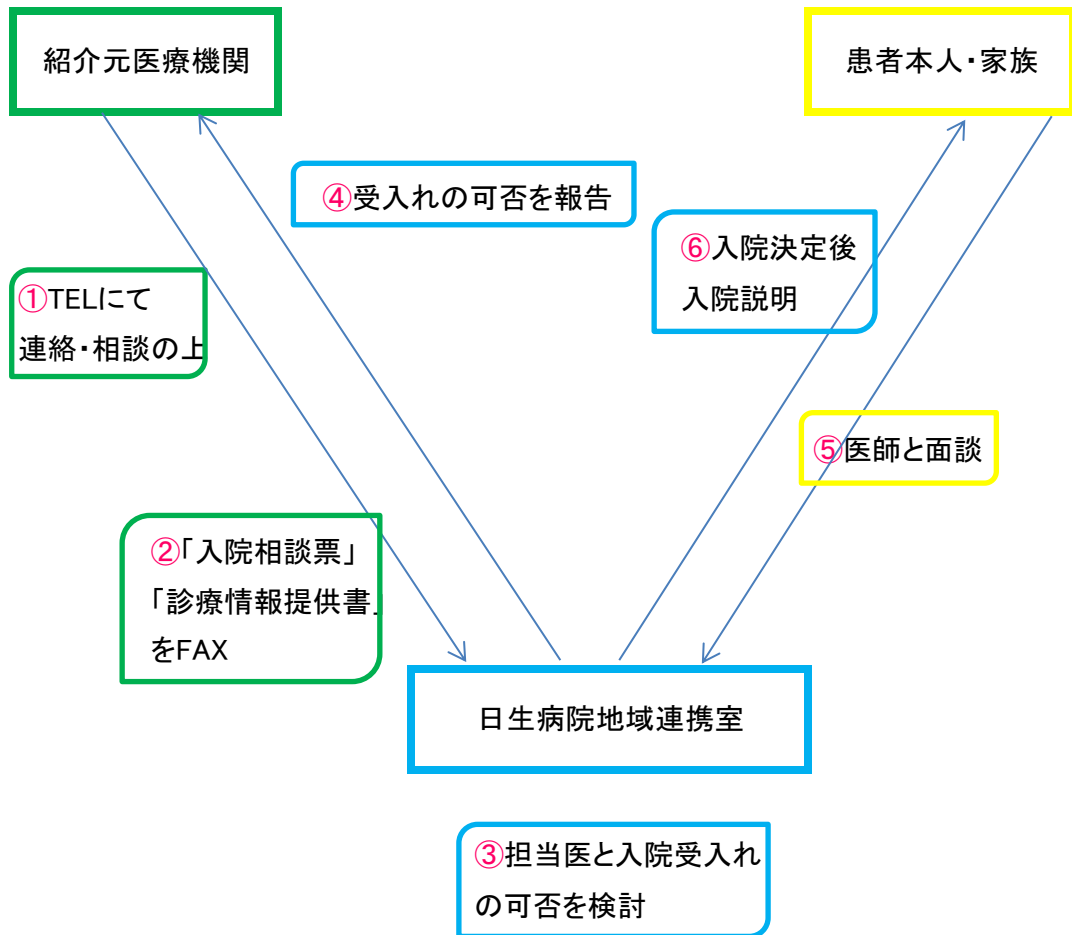 紹介元医療機関
患者本人・家族
④受入れの可否を報告
⑥入院決定後
入院説明
①TELにて
連絡・相談の上
⑤医師と面談
②「入院相談票」
「診療情報提供書」
をFAX
日生病院地域連携室
③担当医と入院受入れ
の可否を検討